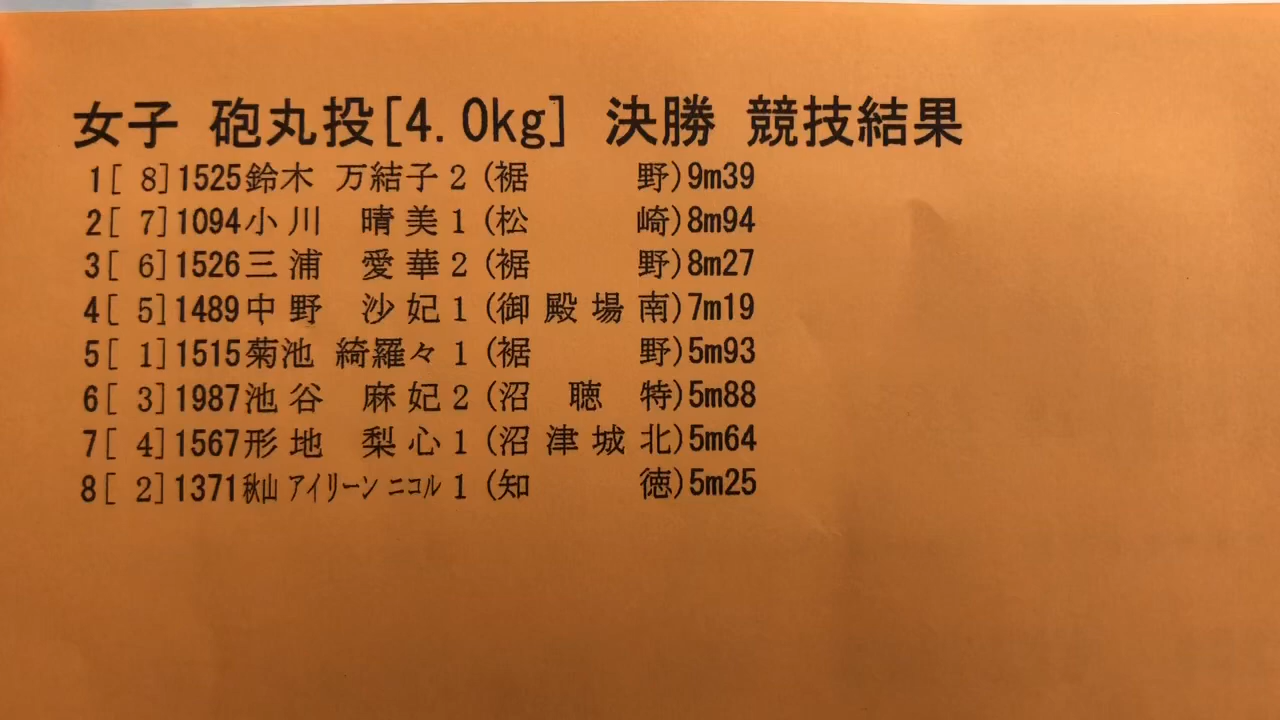 女子 砲丸投[4.0kg] 決勝 競技結果
1[ 8]1525鈴木 万結子 2 (裾 野)9m39
2[ 7]1094小川 晴美 1 (松 崎)8m94
3[ 6]1526三浦 愛華 2 (裾 野)8m27
4[ 5]1489中野 沙妃 1 (御殿場南)7m19
5[ 1]1515菊池 綺羅々 1 (裾 野)5m93
6[ 3]1987池谷 麻妃 2 (沼 聴 特)5m88
7[ 4]1567形地 梨心 1 (沼津城北)5m64
8[ 2]1371秋山 アイリーン ニコル 1 (知 徳)5m25